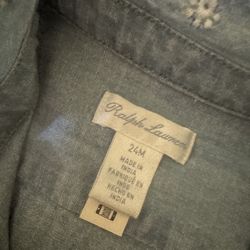 Ralph Lauren
24M
MADE IN
INDIA
FABRIQUÉ EN
INDE
HECHO EN
INDIA